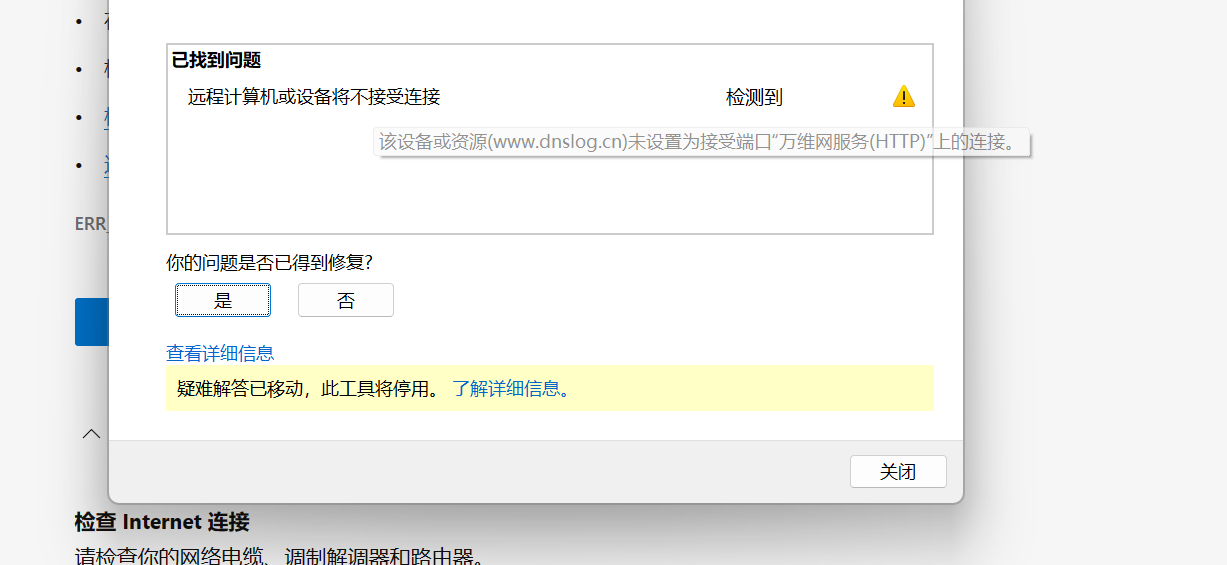 已找到问题
远程计算机或设备将不接受连接 检测到
该设备或资源(www.dnslog.cn)未设置为接受端口“万维网服务(HTTP)”上的连接。
ERR_
你的问题是否已得到修复?
是 否
查看详细信息
疑难解答已移动，此工具将停用。 了解详细信息。
关闭
检查 Internet 连接
请检查你的网络电缆、调制解调器和路由器。